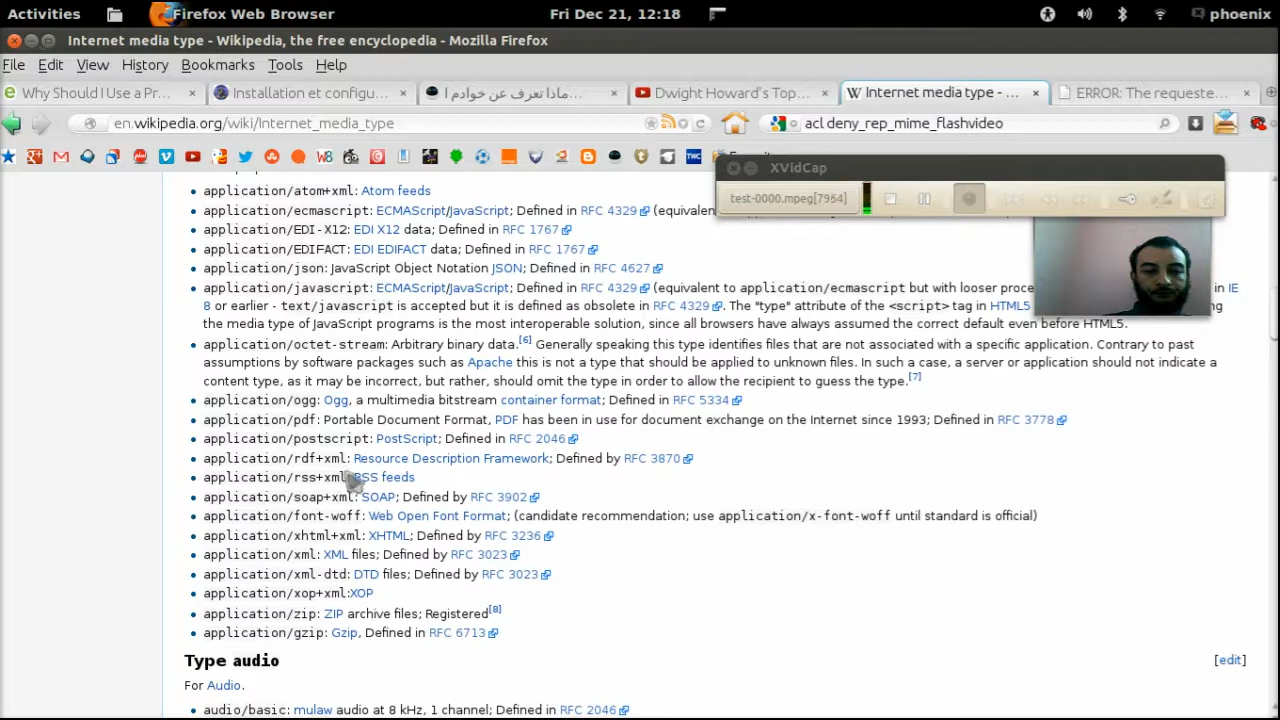 Activities
Firefox Web Browser
Fri Dec 21, 12:18
phoenix
Internet media type - Wikipedia, the free encyclopedia - Mozilla Firefox
File Edit View History Bookmarks Tools Help
Why Should I Use a Pr...
Installation et configu...
ماذا تعرف عن خوادم ا...
Dwight Howard's Top...
Internet media type - ...
ERROR: The requeste...
en.wikipedia.org/wiki/Internet_media_type
acl deny_rep_mime_flashvideo
XVidCap
test-0000.mpeg[7964]
application/atom+xml: Atom feeds
application/ecmascript: ECMAScript/JavaScript; Defined in RFC 4329 (equivalen
application/EDI-X12: EDI X12 data; Defined in RFC 1767
application/EDIFACT: EDI EDIFACT data; Defined in RFC 1767
application/json: JavaScript Object Notation JSON; Defined in RFC 4627
application/javascript: ECMAScript/JavaScript; Defined in RFC 4329 (equivalent to application/ecmascript but with looser proce in IE
8 or earlier - text/javascript is accepted but it is defined as obsolete in RFC 4329. The "type" attribute of the <script> tag in HTML5
the media type of JavaScript programs is the most interoperable solution, since all browsers have always assumed the correct default even before HTML5.
application/octet-stream: Arbitrary binary data.[6] Generally speaking this type identifies files that are not associated with a specific application. Contrary to past
assumptions by software packages such as Apache this is not a type that should be applied to unknown files. In such a case, a server or application should not indicate a
content type, as it may be incorrect, but rather, should omit the type in order to allow the recipient to guess the type.[7]
application/ogg: Ogg, a multimedia bitstream container format; Defined in RFC 5334
application/pdf: Portable Document Format, PDF has been in use for document exchange on the Internet since 1993; Defined in RFC 3778
application/postscript: PostScript; Defined in RFC 2046
application/rdf+xml: Resource Description Framework; Defined by RFC 3870
application/rss+xml: RSS feeds
application/soap+xml: SOAP; Defined by RFC 3902
application/font-woff: Web Open Font Format; (candidate recommendation; use application/x-font-woff until standard is official)
application/xhtml+xml: XHTML; Defined by RFC 3236
application/xml: XML files; Defined by RFC 3023
application/xml-dtd: DTD files; Defined by RFC 3023
application/xop+xml:XOP
application/zip: ZIP archive files; Registered[8]
application/gzip: Gzip, Defined in RFC 6713
Type audio
[edit]
For Audio.
audio/basic: mulaw audio at 8 kHz, 1 channel; Defined in RFC 2046